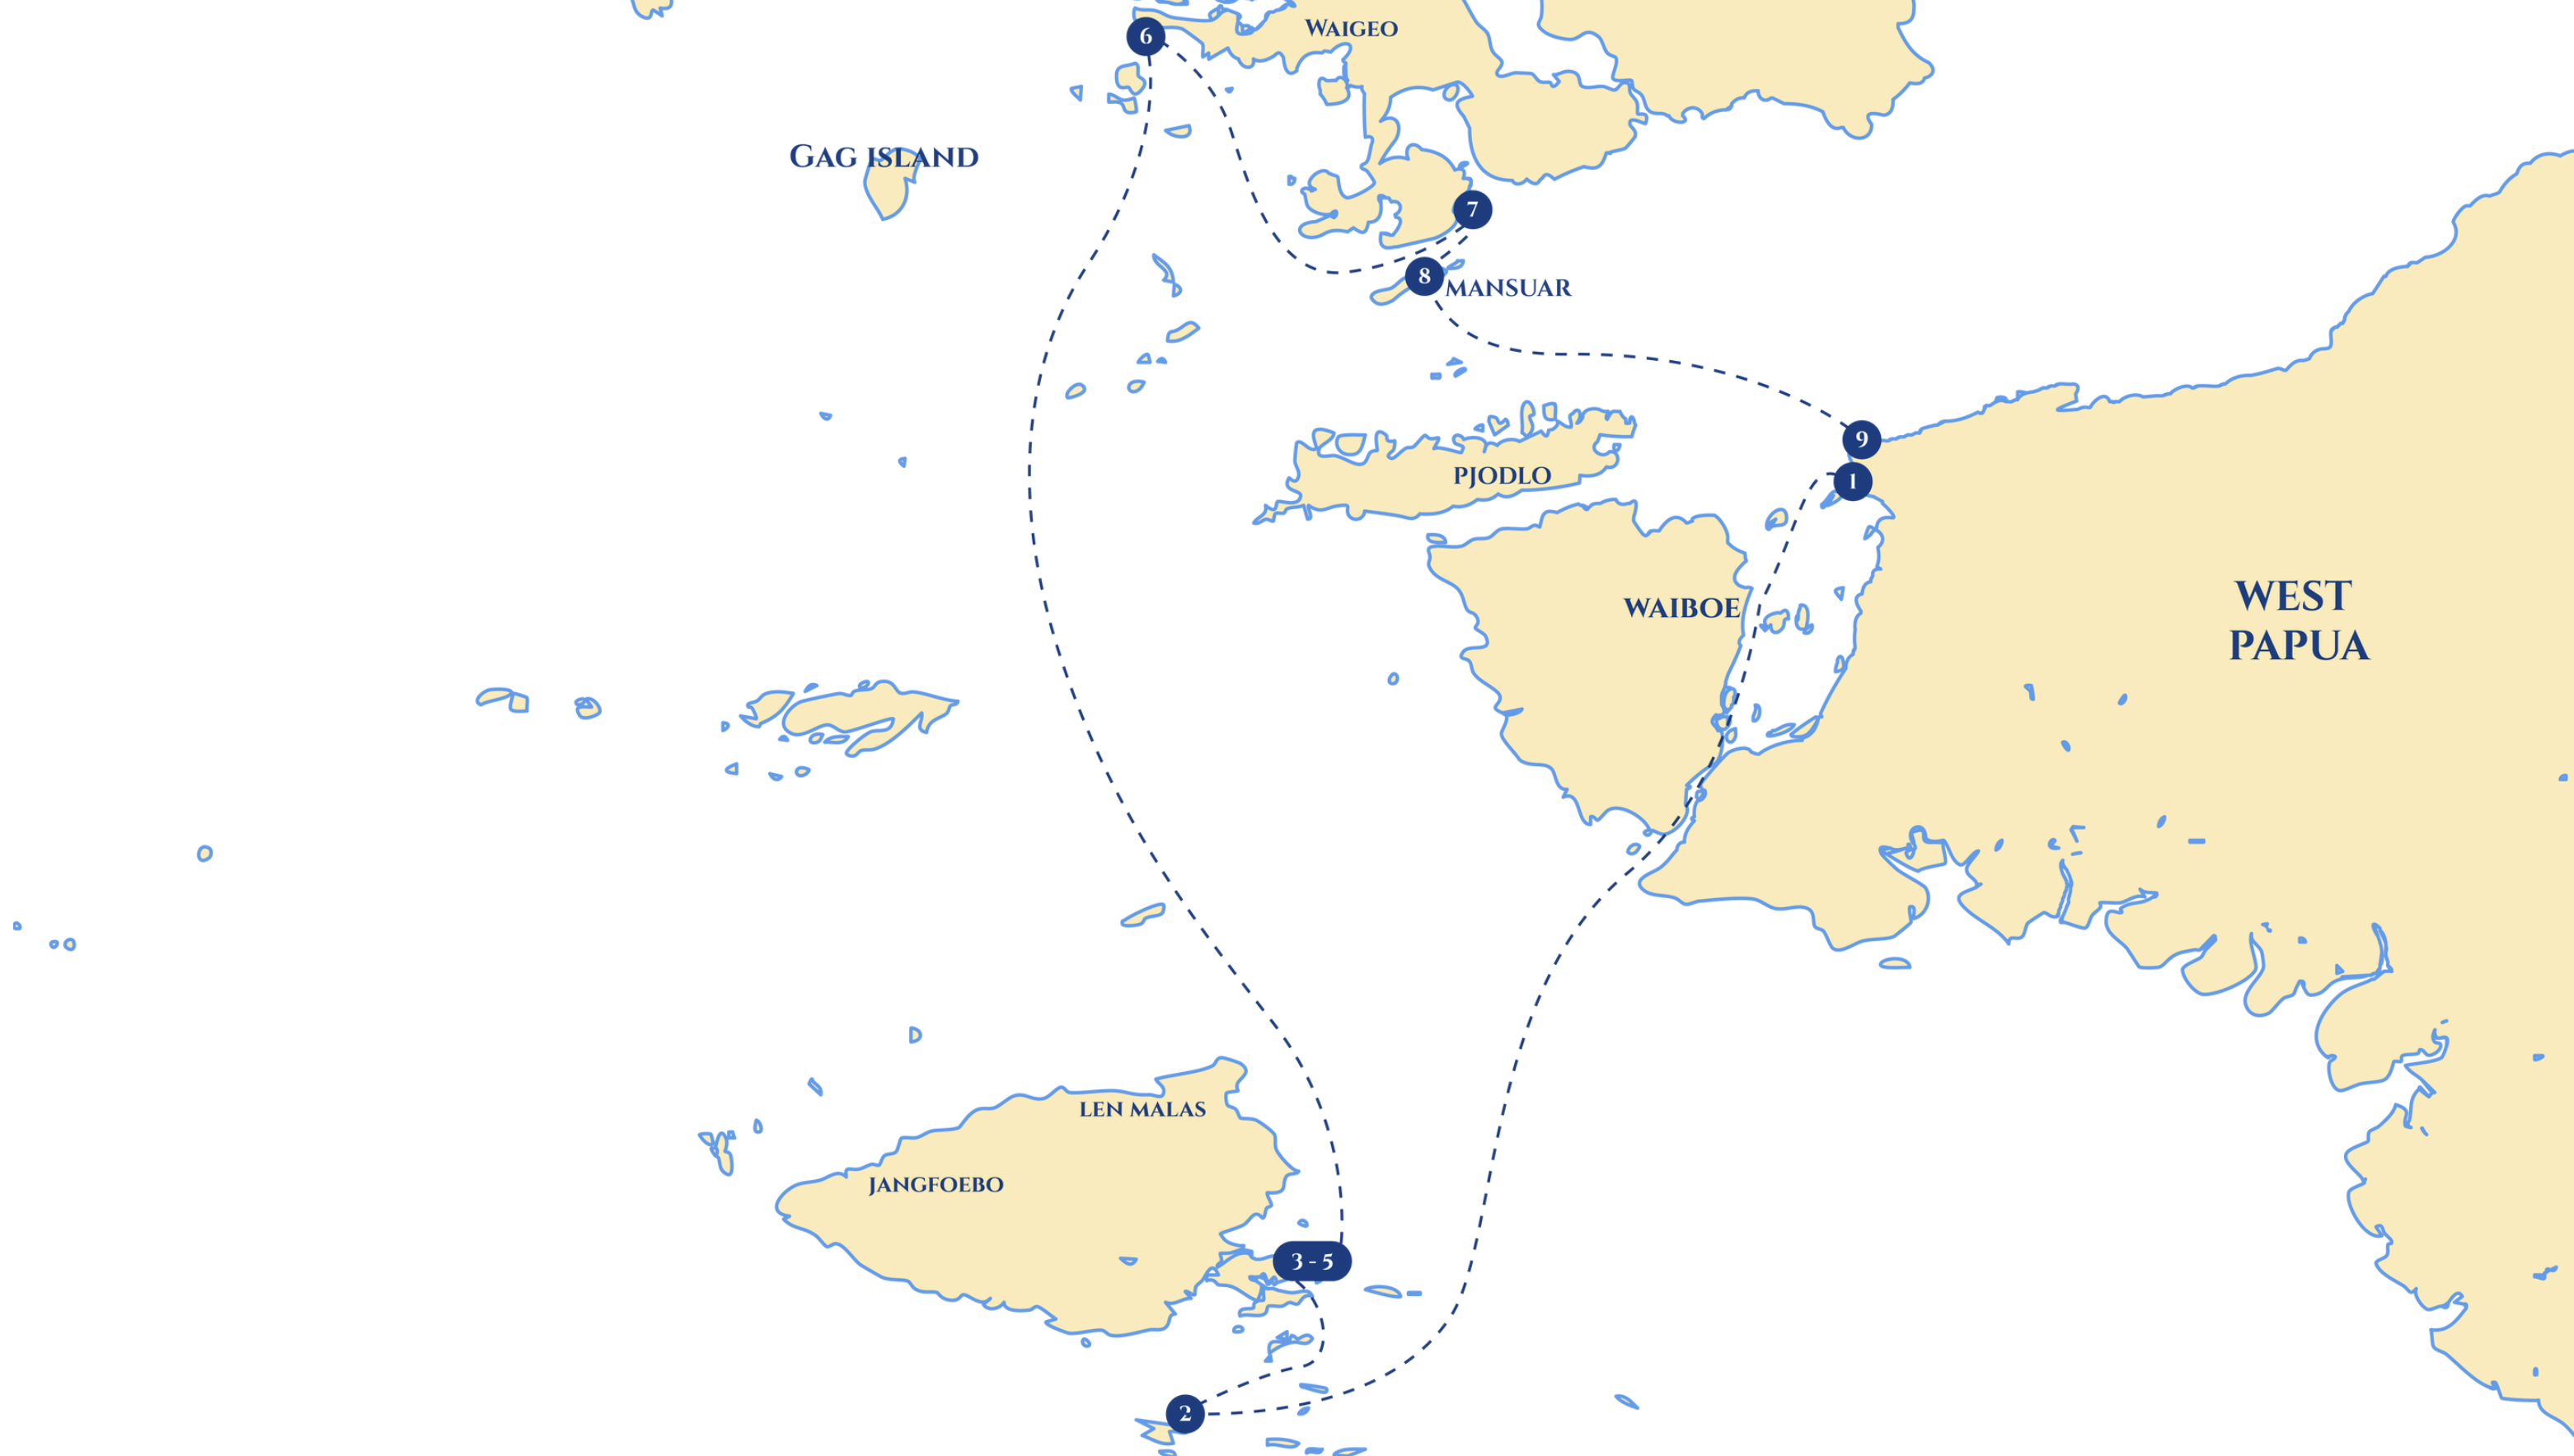 WAIGEO
6
GAG ISLAND
7
8
MANSUAR
9
PJODLO
1
WAIBOE
WEST
PAPUA
LEN MALAS
JANGFOEBO
3 - 5
2